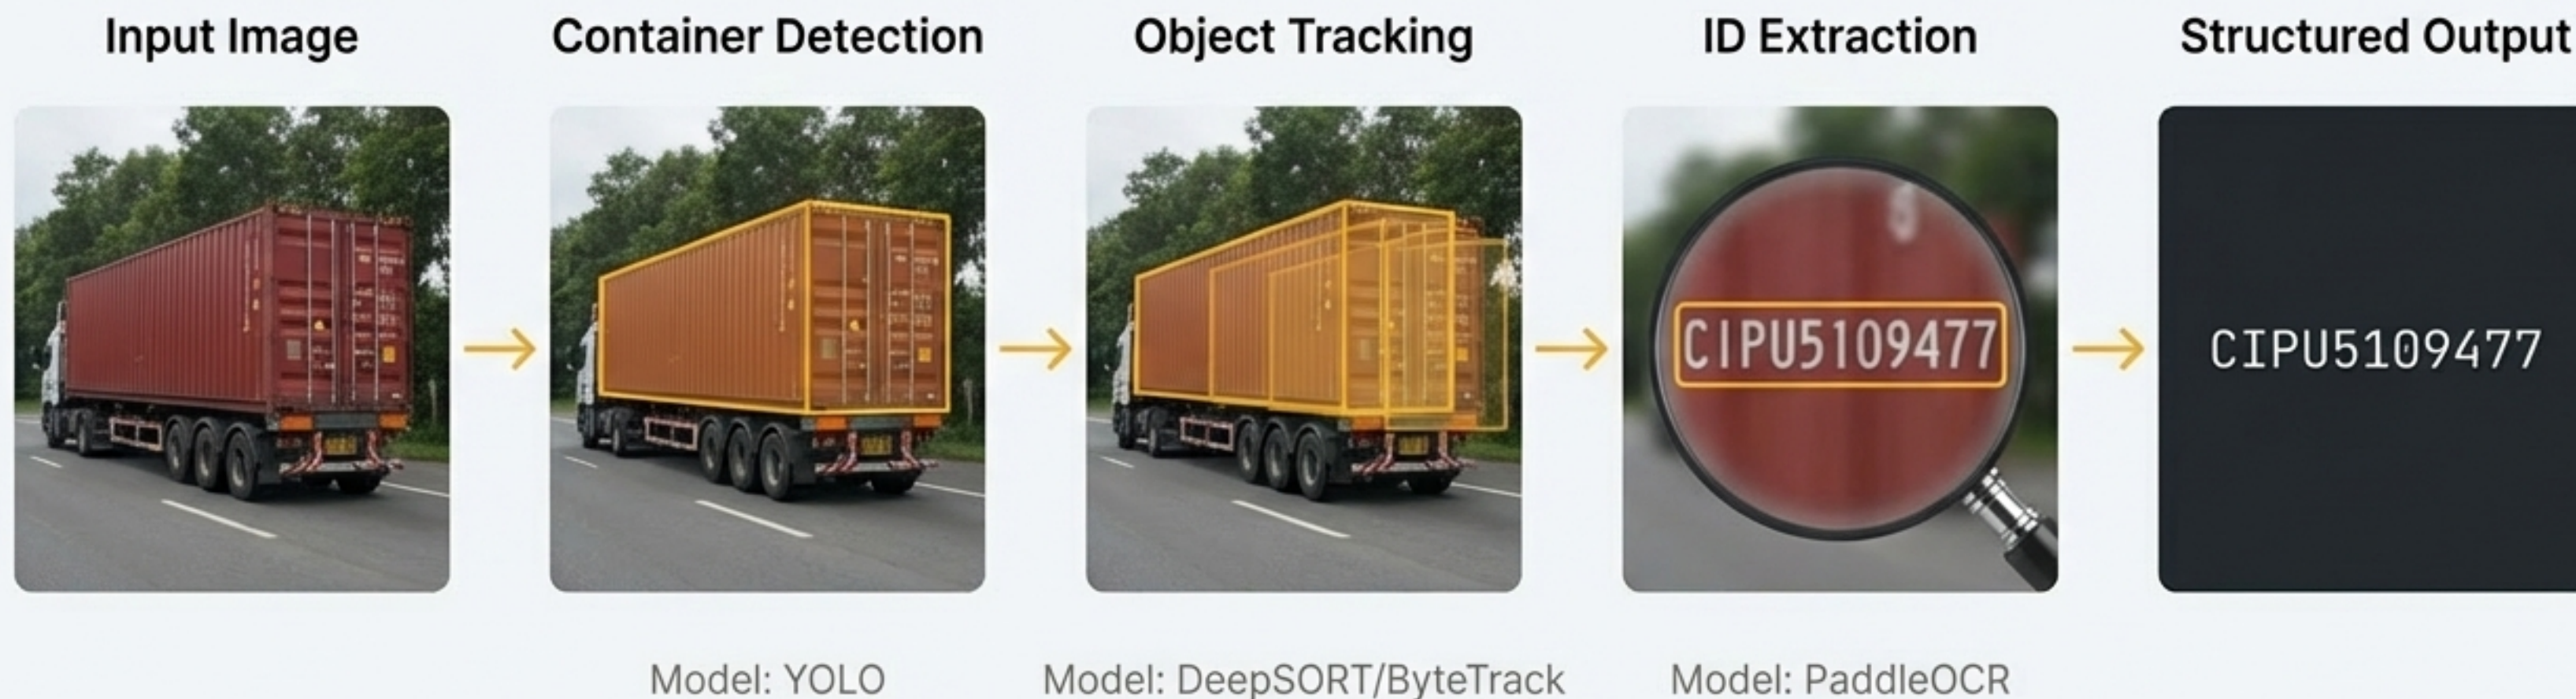 Input Image
Container Detection
Object Tracking
ID Extraction
Structured Output
CIPU5109477
CIPU5109477
Model: YOLO
Model: DeepSORT/ByteTrack
Model: PaddleOCR